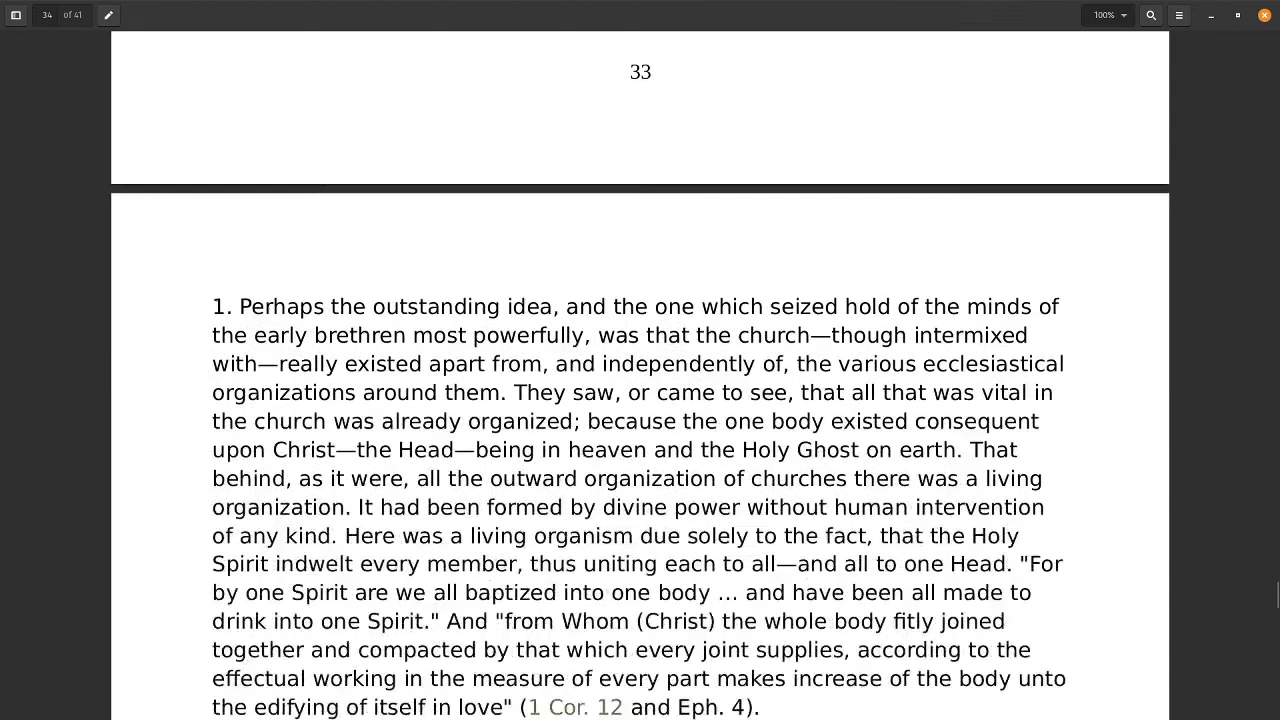 34 of 41
100%
33
1. Perhaps the outstanding idea, and the one which seized hold of the minds of
the early brethren most powerfully, was that the church—though intermixed
with—really existed apart from, and independently of, the various ecclesiastical
organizations around them. They saw, or came to see, that all that was vital in
the church was already organized; because the one body existed consequent
upon Christ—the Head—being in heaven and the Holy Ghost on earth. That
behind, as it were, all the outward organization of churches there was a living
organization. It had been formed by divine power without human intervention
of any kind. Here was a living organism due solely to the fact, that the Holy
Spirit indwelt every member, thus uniting each to all—and all to one Head. "For
by one Spirit are we all baptized into one body ... and have been all made to
drink into one Spirit." And "from Whom (Christ) the whole body fitly joined
together and compacted by that which every joint supplies, according to the
effectual working in the measure of every part makes increase of the body unto
the edifying of itself in love" (1 Cor. 12 and Eph. 4).